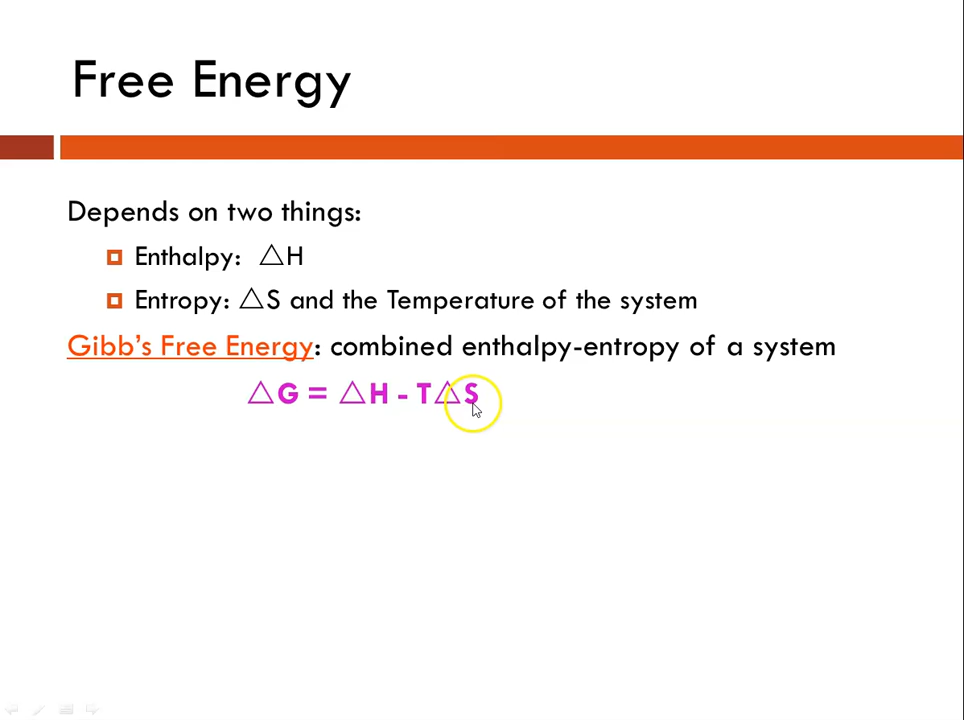 Free Energy
Depends on two things:
Enthalpy: △H
Entropy: △S and the Temperature of the system
Gibb's Free Energy: combined enthalpy-entropy of a system
△G = △H - T△S